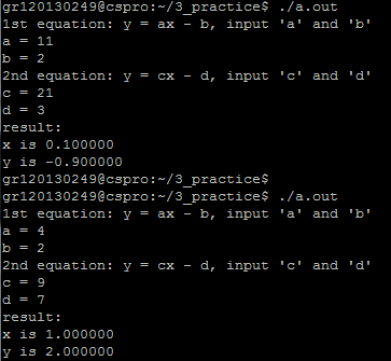 gr120130249@cspro:~/3_practice$ ./a.out
1st equation: y = ax - b, input 'a' and 'b'
a = 11
b = 2
2nd equation: y = cx - d, input 'c' and 'd'
c = 21
d = 3
result:
x is 0.100000
y is -0.900000
gr120130249@cspro:~/3_practice$
gr120130249@cspro:~/3_practice$ ./a.out
1st equation: y = ax - b, input 'a' and 'b'
a = 4
b = 2
2nd equation: y = cx - d, input 'c' and 'd'
c = 9
d = 7
result:
x is 1.000000
y is 2.000000